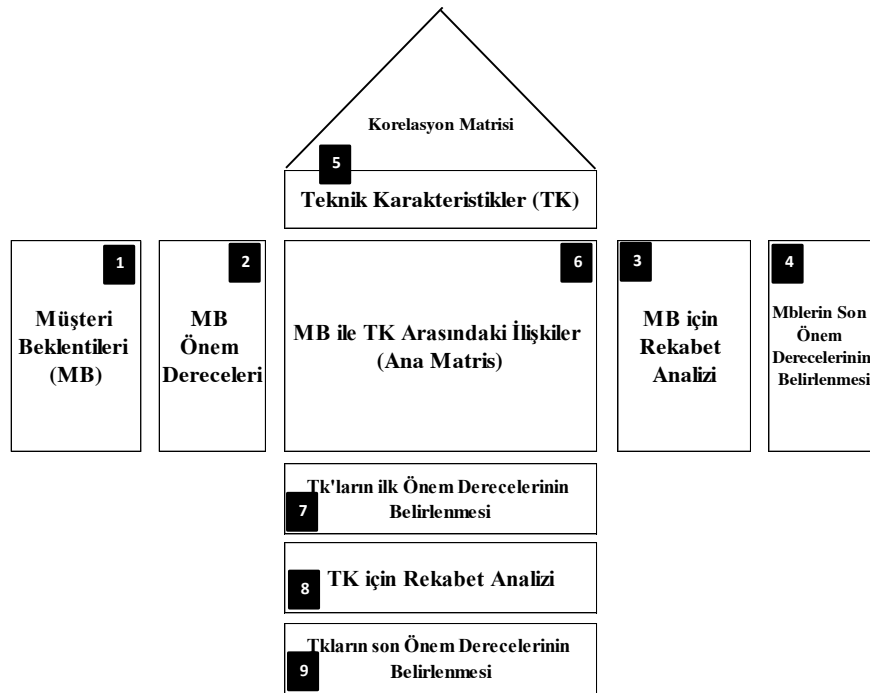 Korelasyon Matrisi
5
Teknik Karakteristikler (TK)
1
Müşteri
Beklentileri
(MB)
2
MB
Önem
Dereceleri
6
MB ile TK Arasındaki İlişkiler
(Ana Matris)
3
MB için
Rekabet
Analizi
4
Mblerin Son
Önem
Derecelerinin
Belirlenmesi
Tk'ların ilk Önem Derecelerinin
7
Belirlenmesi
TK için Rekabet Analizi
8
Tkların son Önem Derecelerinin
9
Belirlenmesi